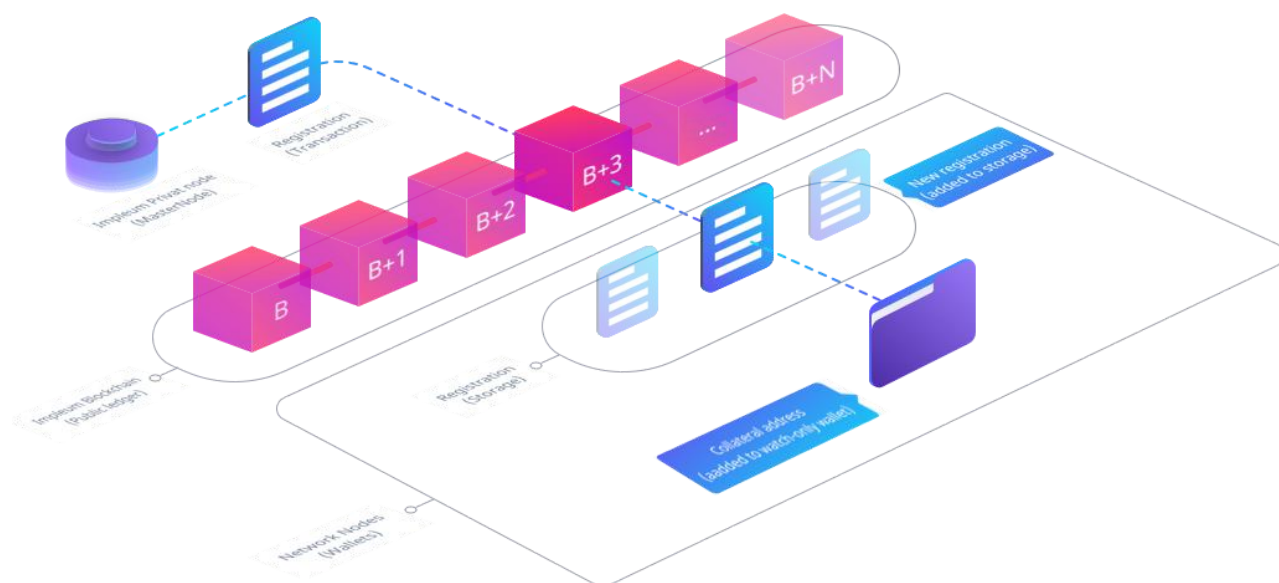 Impleum Privat node
(MasterNode)
Registration
(Transaction)
B
B+1
B+2
B+3
...
B+N
Impleum Blockchain
(Public ledger)
Registration
(Storage)
New registration
(added to storage)
Collateral address
(aadded to watch-only wallet)
Network Nodes
(Wallets)